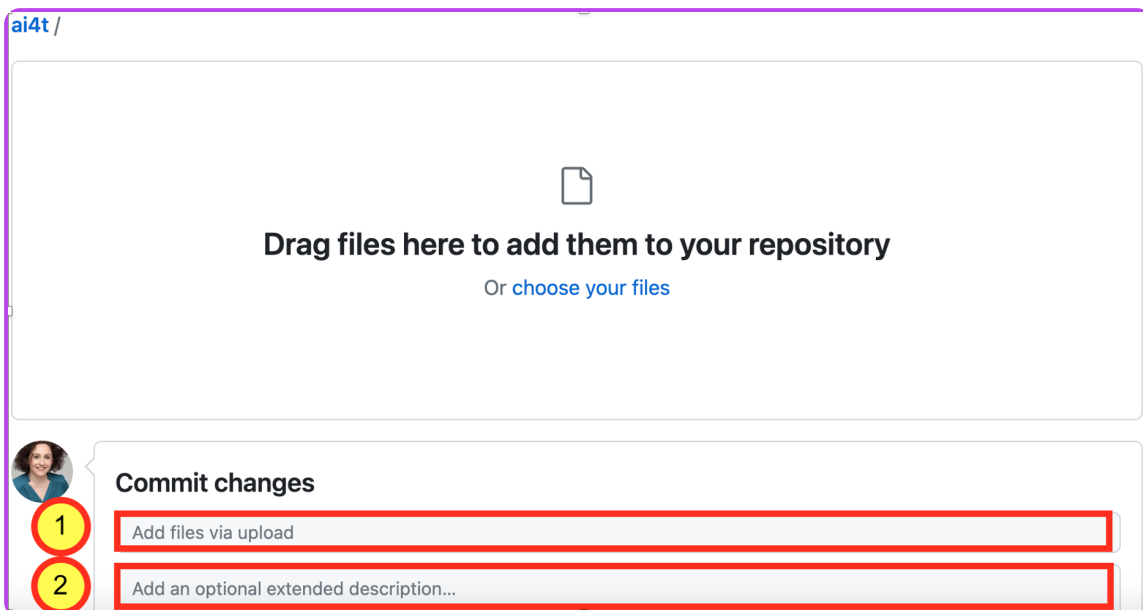 ai4t /
Drag files here to add them to your repository
Or choose your files
Commit changes
1
Add files via upload
2
Add an optional extended description...